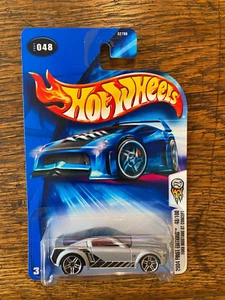 048
HOT WHEELS
2004 FIRST EDITIONS 48/100
FORD MUSTANG GT CONCEPT
3+